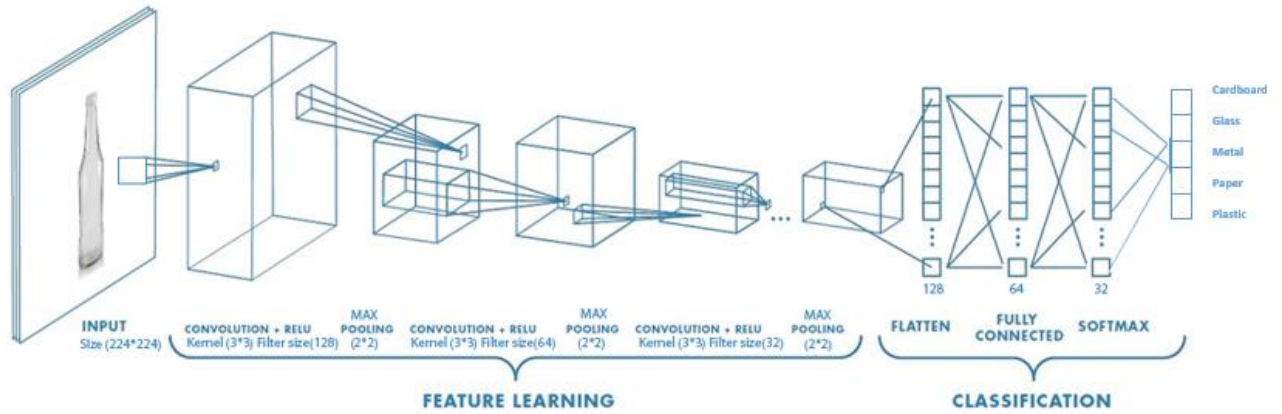 Cardboard
Glass
Metal
Paper
Plastic
128
64
32
INPUT
Size (224*224)
CONVOLUTION + RELU
Kernel (3*3) Filter size(128)
MAX
POOLING
(2*2)
CONVOLUTION + RELU
Kernel (3*3) Filter size(64)
MAX
POOLING
(2*2)
CONVOLUTION + RELU
Kernel (3*3) Filter size(32)
MAX
POOLING
(2*2)
FLATTEN
FULLY
CONNECTED
SOFTMAX
FEATURE LEARNING
CLASSIFICATION